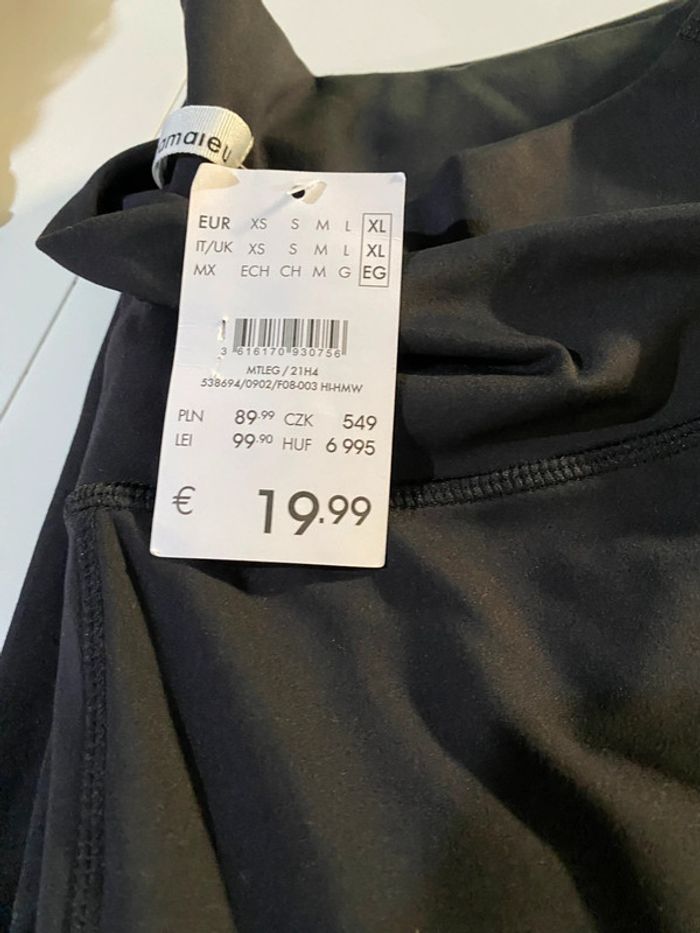 amaïeu
EUR XS S M L XL
IT/UK XS S M L XL
MX ECH CH M G EG
3 616170 930756
MTLEG / 21H4
538694/0902/F08-003 HI-HMW
PLN 89.99 CZK 549
LEI 99.90 HUF 6 995
€ 19.99